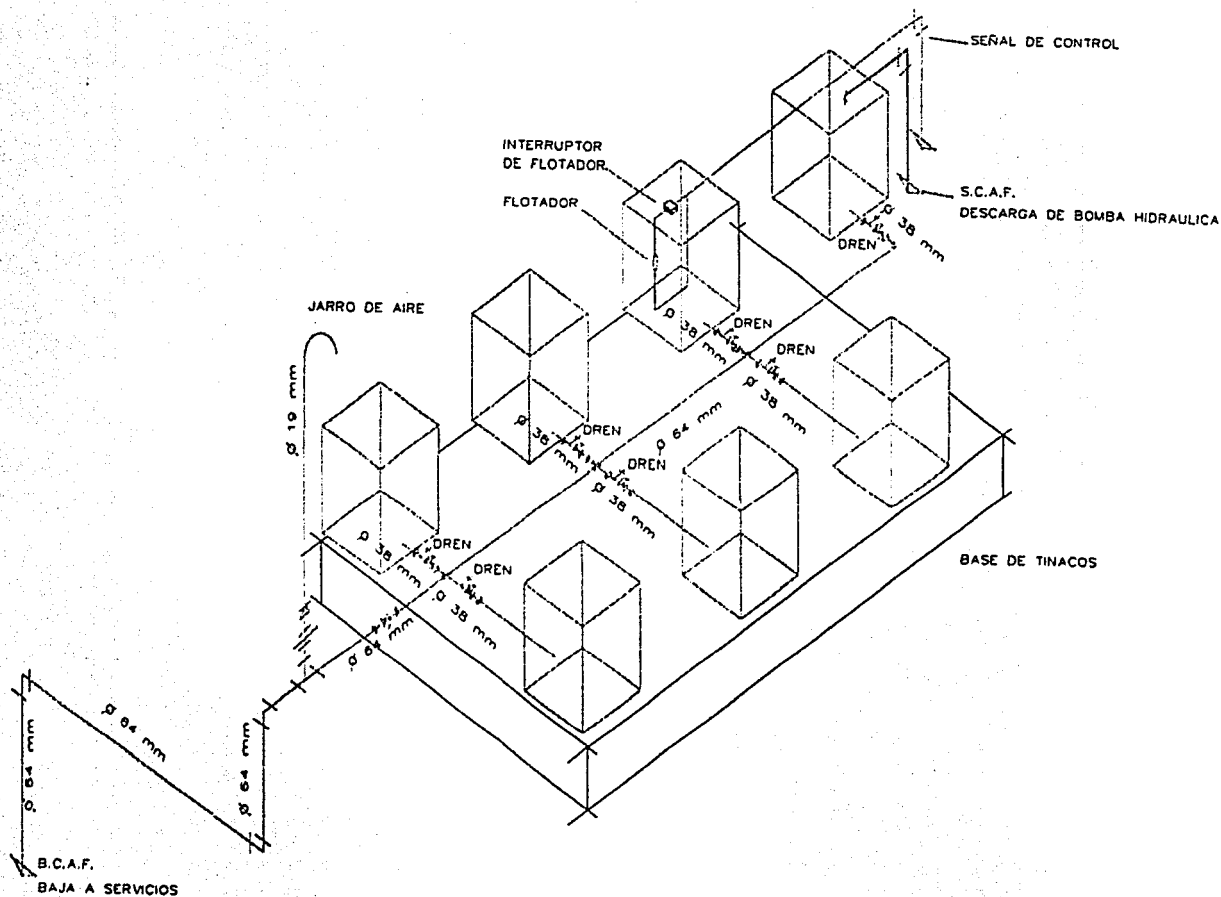 SEÑAL DE CONTROL
INTERRUPTOR
DE FLOTADOR
FLOTADOR
S.C.A.F.
DESCARGA DE BOMBA HIDRAULICA
Ø 38 mm
DREN
JARRO DE AIRE
Ø 19 mm
Ø 38 mm
DREN
DREN
Ø 38 mm
Ø 64 mm
DREN
Ø 38 mm
DREN
Ø 38 mm
DREN
Ø 38 mm
DREN
Ø 38 mm
BASE DE TINACOS
Ø 64 mm
Ø 64 mm
Ø 64 mm
Ø 64 mm
B.C.A.F.
BAJA A SERVICIOS